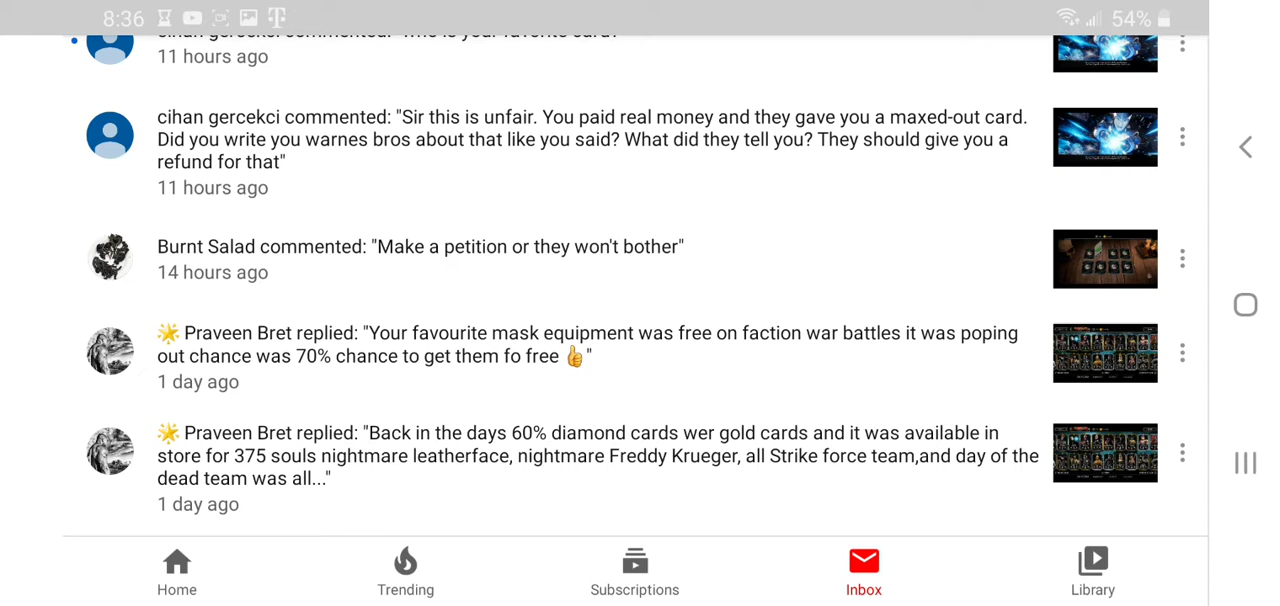 8:36
54%
cihan gercekci commented: "Who is your favorite card?"
11 hours ago
cihan gercekci commented: "Sir this is unfair. You paid real money and they gave you a maxed-out card.
Did you write you warnes bros about that like you said? What did they tell you? They should give you a
refund for that"
11 hours ago
Burnt Salad commented: "Make a petition or they won't bother"
14 hours ago
🌟 Praveen Bret replied: "Your favourite mask equipment was free on faction war battles it was poping
out chance was 70% chance to get them fo free 👍"
1 day ago
🌟 Praveen Bret replied: "Back in the days 60% diamond cards wer gold cards and it was available in
store for 375 souls nightmare leatherface, nightmare Freddy Krueger, all Strike force team,and day of the
dead team was all..."
1 day ago
Home
Trending
Subscriptions
Inbox
Library